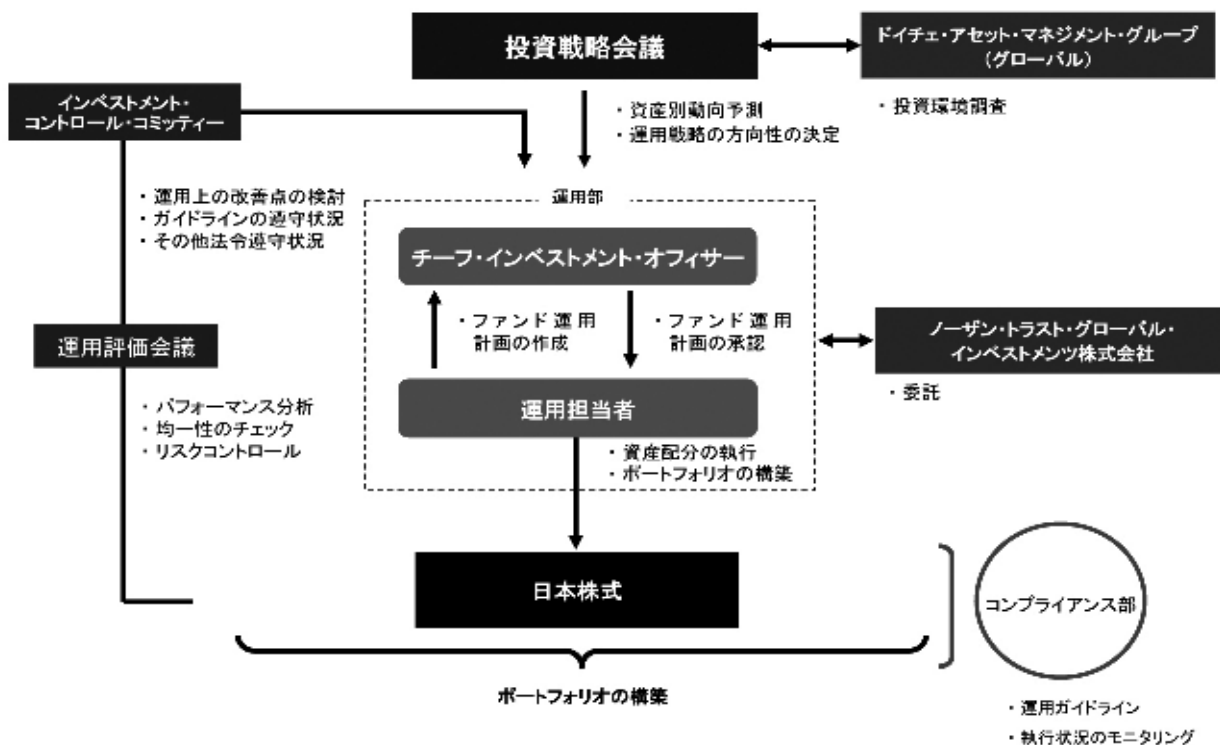 投資戦略会議
ドイチェ・アセット・マネジメント・グループ
(グローバル)
・投資環境調査
インベストメント・
コントロール・コミッティー
・資産別動向予測
・運用戦略の方向性の決定
・運用上の改善点の検討
・ガイドラインの遵守状況
・その他法令遵守状況
運用部
チーフ・インベストメント・オフィサー
・ファンド運用
計画の作成
・ファンド運用
計画の承認
ノーザン・トラスト・グローバル・
インベストメンツ株式会社
・委託
運用評価会議
・パフォーマンス分析
・均一性のチェック
・リスクコントロール
運用担当者
・資産配分の執行
・ポートフォリオの構築
日本株式
コンプライアンス部
ポートフォリオの構築
・運用ガイドライン
・執行状況のモニタリング